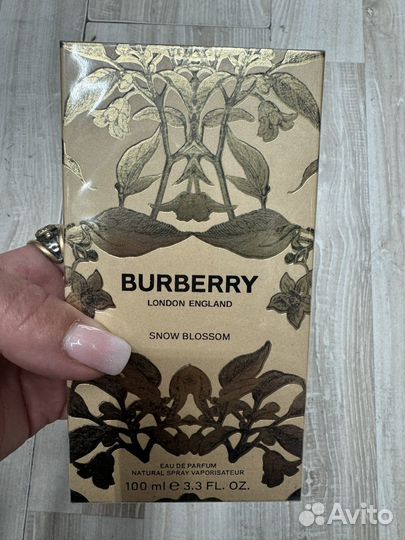 BURBERRY
LONDON ENGLAND
SNOW BLOSSOM
EAU DE PARFUM
NATURAL SPRAY VAPORISATEUR
100 ml ℮ 3.3 FL. OZ.
Avito